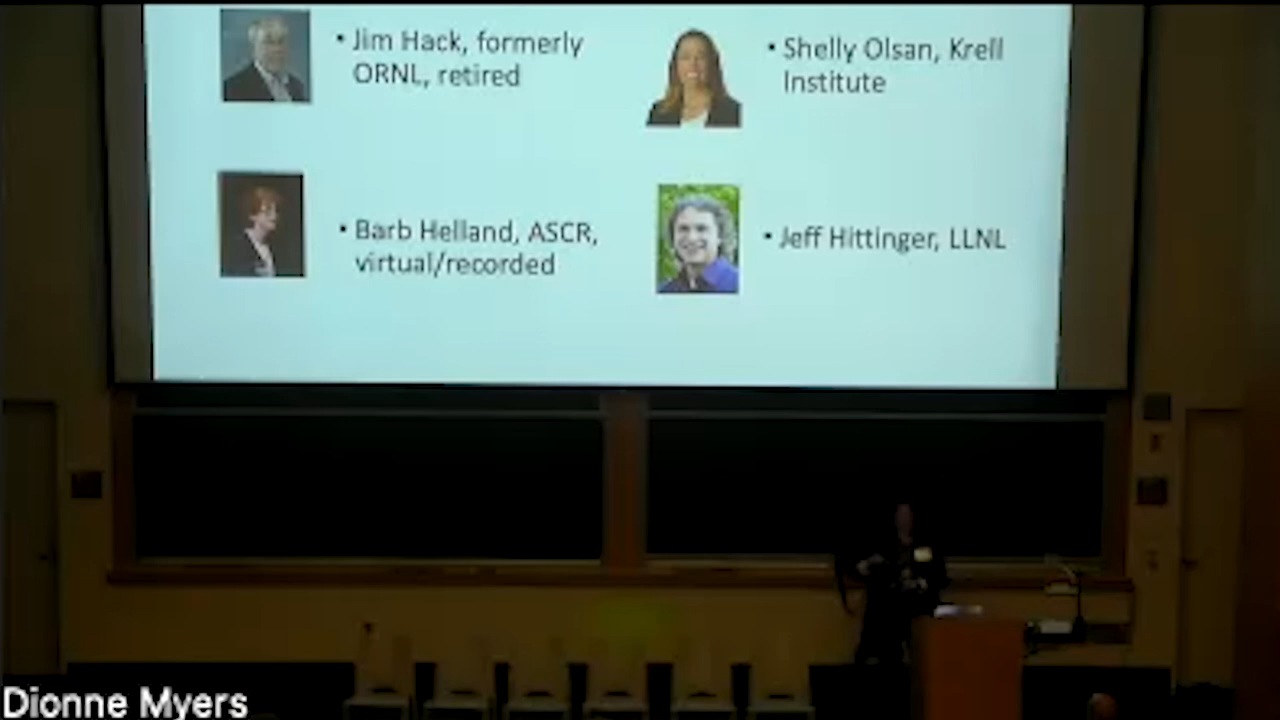 • Jim Hack, formerly
ORNL, retired
• Shelly Olsan, Krell
Institute
• Barb Helland, ASCR,
virtual/recorded
• Jeff Hittinger, LLNL
Dionne Myers